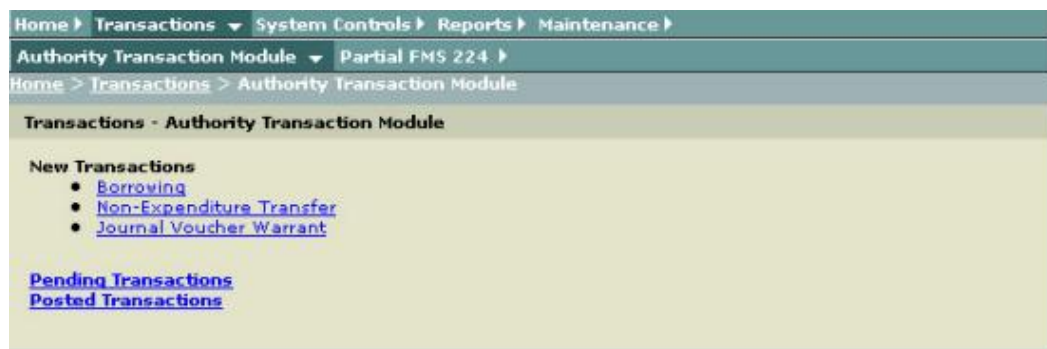 Home Transactions System Controls Reports Maintenance
Authority Transaction Module Partial FMS 224
Home > Transactions > Authority Transaction Module
Transactions - Authority Transaction Module
New Transactions
• Borrowing
• Non-Expenditure Transfer
• Journal Voucher Warrant
Pending Transactions
Posted Transactions